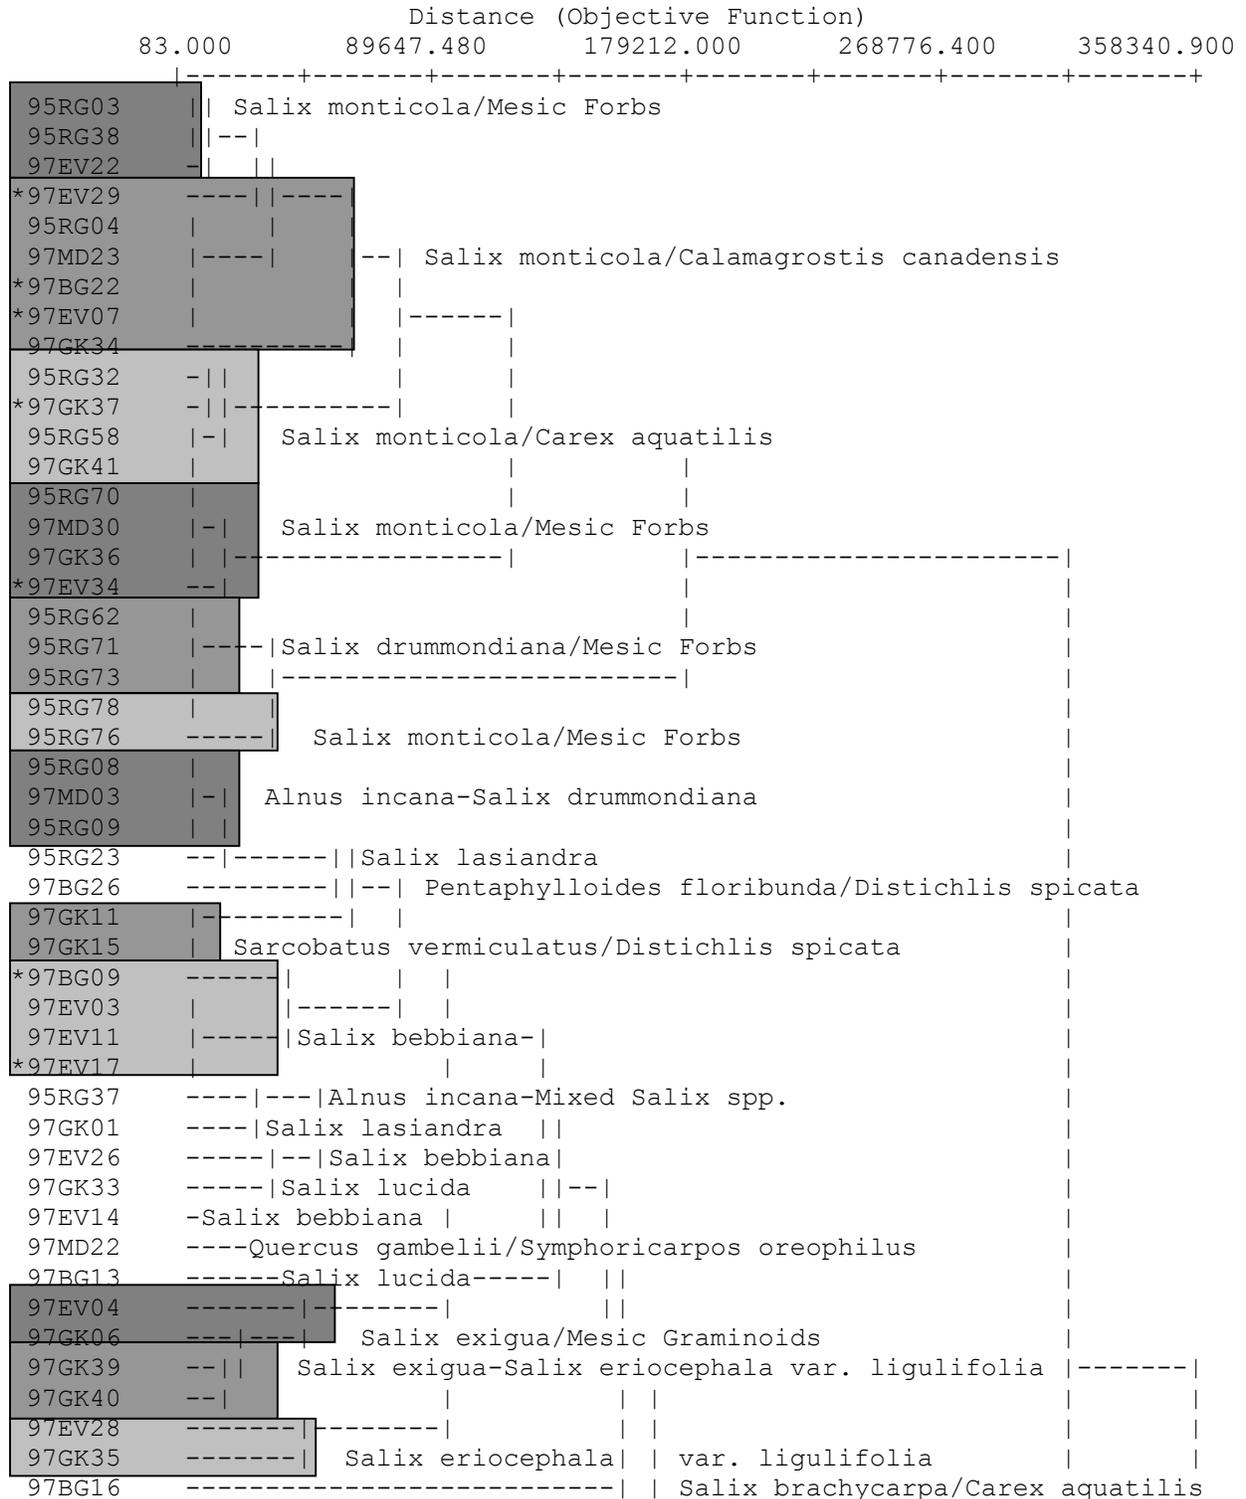 Distance (Objective Function)
83.000 89647.480 179212.000 268776.400 358340.900
|-------+-------+-------+-------+-------+-------+-------+-------+
95RG03 || Salix monticola/Mesic Forbs
95RG38 ||--|
97EV22 -| ||
*97EV29 ----||----|
95RG04 | |
97MD23 |----| |--| Salix monticola/Calamagrostis canadensis
*97BG22 | |
*97EV07 | |------|
97GK34 ----------| | |
95RG32 -|| | |
*97GK37 -||----------| |
95RG58 |-| Salix monticola/Carex aquatilis
97GK41 | | |
95RG70 | | |
97MD30 |-| Salix monticola/Mesic Forbs
97GK36 | |-----------------| |-----------------------|
*97EV34 --| | |
95RG62 | | |
95RG71 |----|Salix drummondiana/Mesic Forbs |
95RG73 |-------------------------| |
95RG78 | | |
95RG76 -----| Salix monticola/Mesic Forbs |
95RG08 | |
97MD03 |-| Alnus incana-Salix drummondiana |
95RG09 | | |
95RG23 --|------||Salix lasiandra |
97BG26 ---------||--| Pentaphylloides floribunda/Distichlis spicata
97GK11 |---------| | |
97GK15 | Sarcobatus vermiculatus/Distichlis spicata |
*97BG09 ------| | | |
97EV03 | |------| | |
97EV11 |-----|Salix bebbiana-| |
*97EV17 | | | |
95RG37 ----|---|Alnus incana-Mixed Salix spp. |
97GK01 ----|Salix lasiandra || |
97EV26 -----|--|Salix bebbiana| |
97GK33 -----|Salix lucida ||--| |
97EV14 -Salix bebbiana | || | |
97MD22 ----Quercus gambelii/Symphoricarpos oreophilus |
97BG13 ------Salix lucida-----| || |
97EV04 -------|--------| || |
97GK06 ---|---| Salix exigua/Mesic Graminoids |
97GK39 --|| Salix exigua-Salix eriocephala var. ligulifolia |-------|
97GK40 --| | | | | |
97EV28 -------|--------| | | | |
97GK35 -------| Salix eriocephala| | var. ligulifolia | |
97BG16 ---------------------------| | Salix brachycarpa/Carex aquatilis